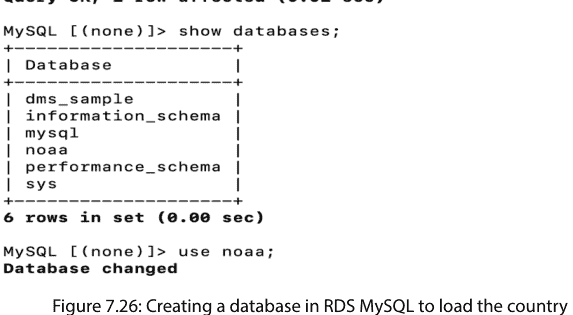 MySQL [(none)]> show databases;
+--------------------+
| Database           |
+--------------------+
| dms_sample         |
| information_schema |
| mysql              |
| noaa               |
| performance_schema |
| sys                |
+--------------------+
6 rows in set (0.00 sec)
MySQL [(none)]> use noaa;
Database changed
Figure 7.26: Creating a database in RDS MySQL to load the country